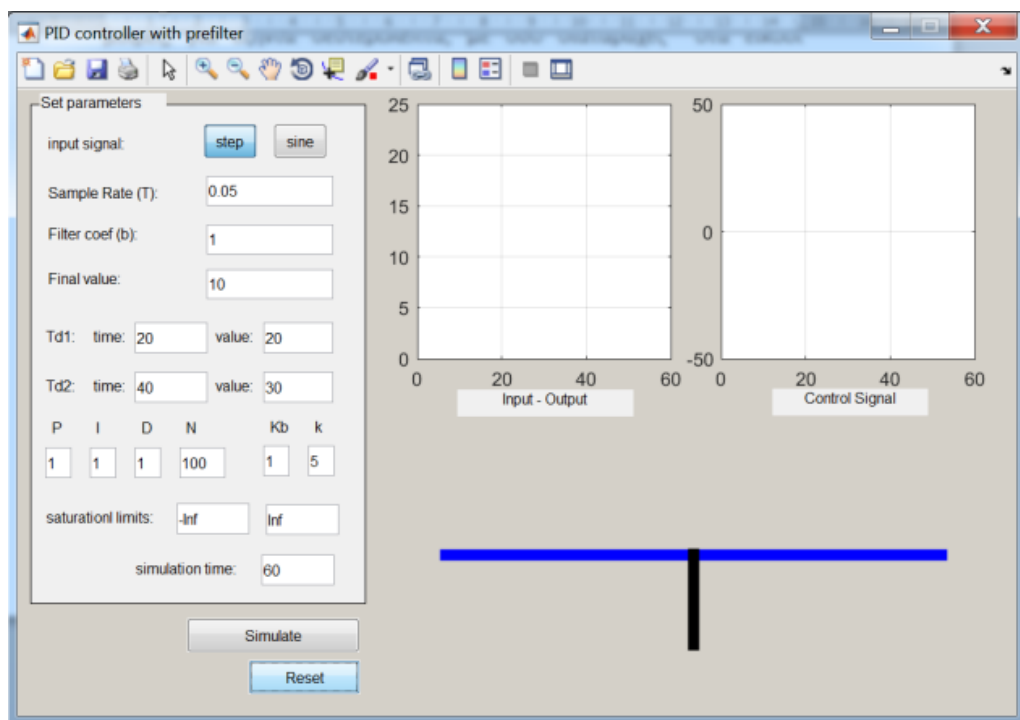 PID controller with prefilter
Set parameters
input signal: step sine
Sample Rate (T): 0.05
Filter coef (b): 1
Final value: 10
Td1: time: 20 value: 20
Td2: time: 40 value: 30
P I D N Kb k
1 1 1 100 1 5
saturationl limits: -Inf Inf
simulation time: 60
Simulate
Reset
25
20
15
10
5
0
0 20 40 60
Input - Output
50
0
-50
0 20 40 60
Control Signal